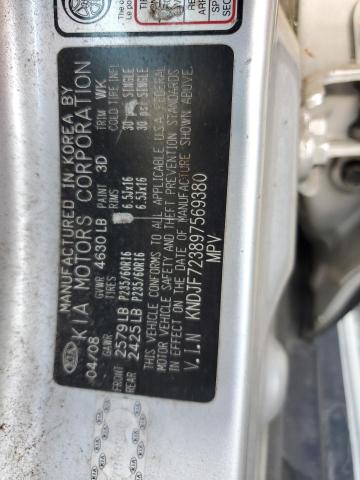 MANUFACTURED IN KOREA BY
KIA MOTORS CORPORATION
04/08 GVWR 4630LB PAINT 3D TRIM WK
GAWR TIRES RIMS COLD TIRE INFL
FRONT 2579LB P235/60R16 6.5Jx16 30 psi SINGLE
REAR 2425LB P235/60R16 6.5Jx16 30 psi SINGLE
THIS VEHICLE CONFORMS TO ALL APPLICABLE U.S.A. FEDERAL
MOTOR VEHICLE SAFETY AND THEFT PREVENTION STANDARDS
IN EFFECT ON THE DATE OF MANUFACTURE SHOWN ABOVE.
V.I.N KNDJF723897569380
MPV